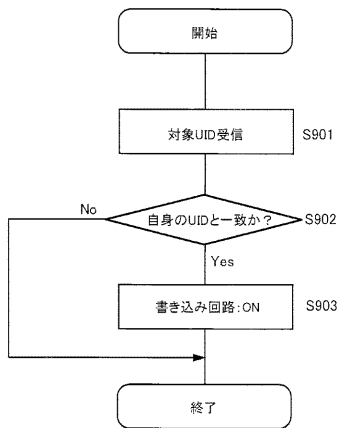 開始
対象UID受信 S901
自身のUIDと一致か？ S902
No
Yes
書き込み回路:ON S903
終了